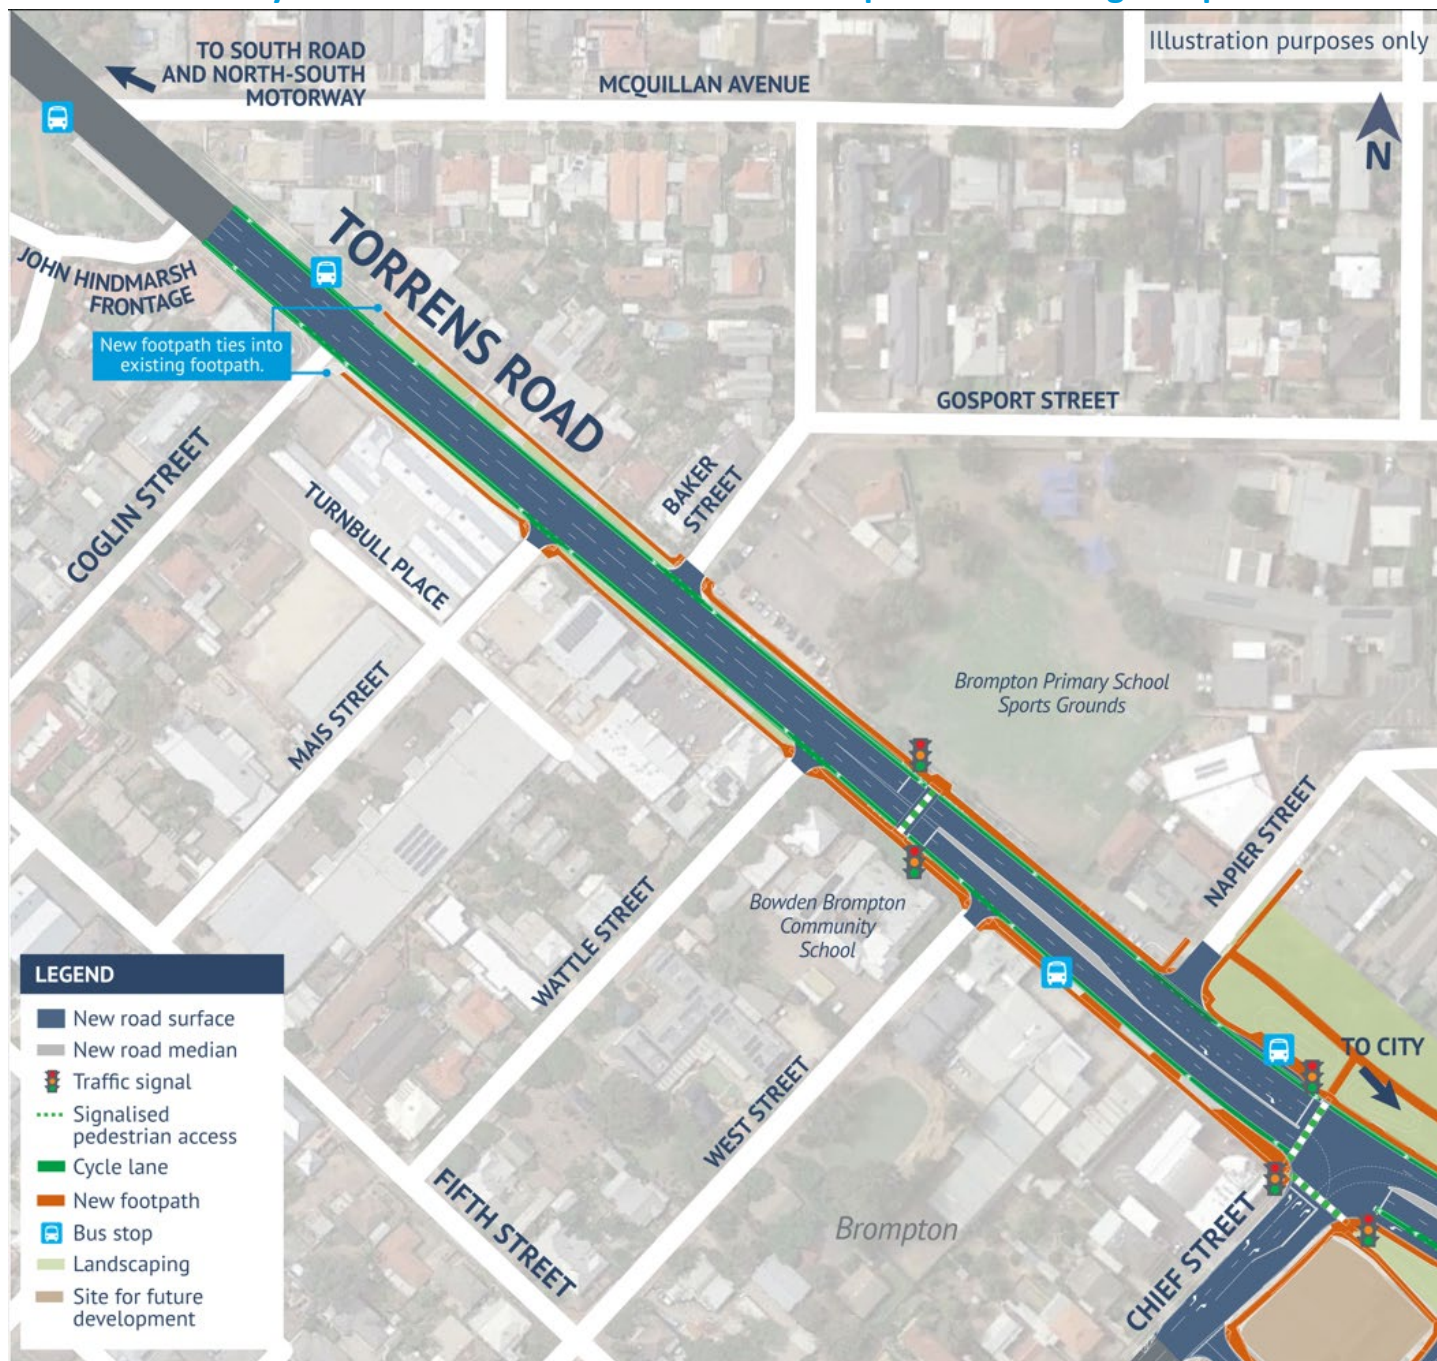 Illustration purposes only
TO SOUTH ROAD
AND NORTH-SOUTH
MOTORWAY
MCQUILLAN AVENUE
N
JOHN HINDMARSH
FRONTAGE
TORRENS ROAD
New footpath ties into
existing footpath.
GOSPORT STREET
COGLIN STREET
TURNBULL PLACE
BAKER
STREET
MAIS STREET
Brompton Primary School
Sports Grounds
NAPIER STREET
WATTLE STREET
Bowden Brompton
Community
School
TO CITY
WEST STREET
FIFTH STREET
Brompton
CHIEF STREET
LEGEND
New road surface
New road median
Traffic signal
Signalised
pedestrian access
Cycle lane
New footpath
Bus stop
Landscaping
Site for future
development